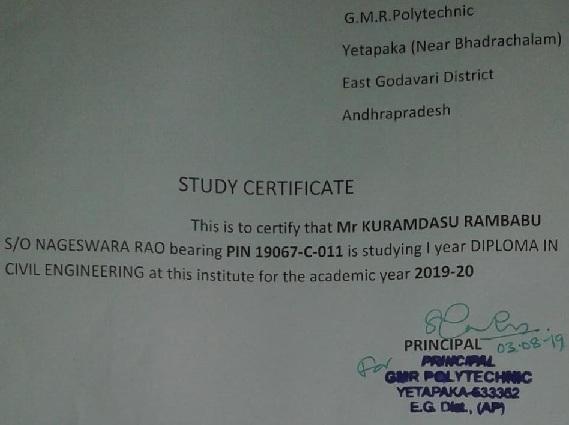 G.M.R.Polytechnic
Yetapaka (Near Bhadrachalam)
East Godavari District
Andhrapradesh
STUDY CERTIFICATE
This is to certify that Mr KURAMDASU RAMBABU
S/O NAGESWARA RAO bearing PIN 19067-C-011 is studying I year DIPLOMA IN
CIVIL ENGINEERING at this institute for the academic year 2019-20
PRINCIPAL 03-08-19
For PRINCIPAL
GMR POLYTECHNIC
YETAPAKA-533352
E.G. Dist., (AP)